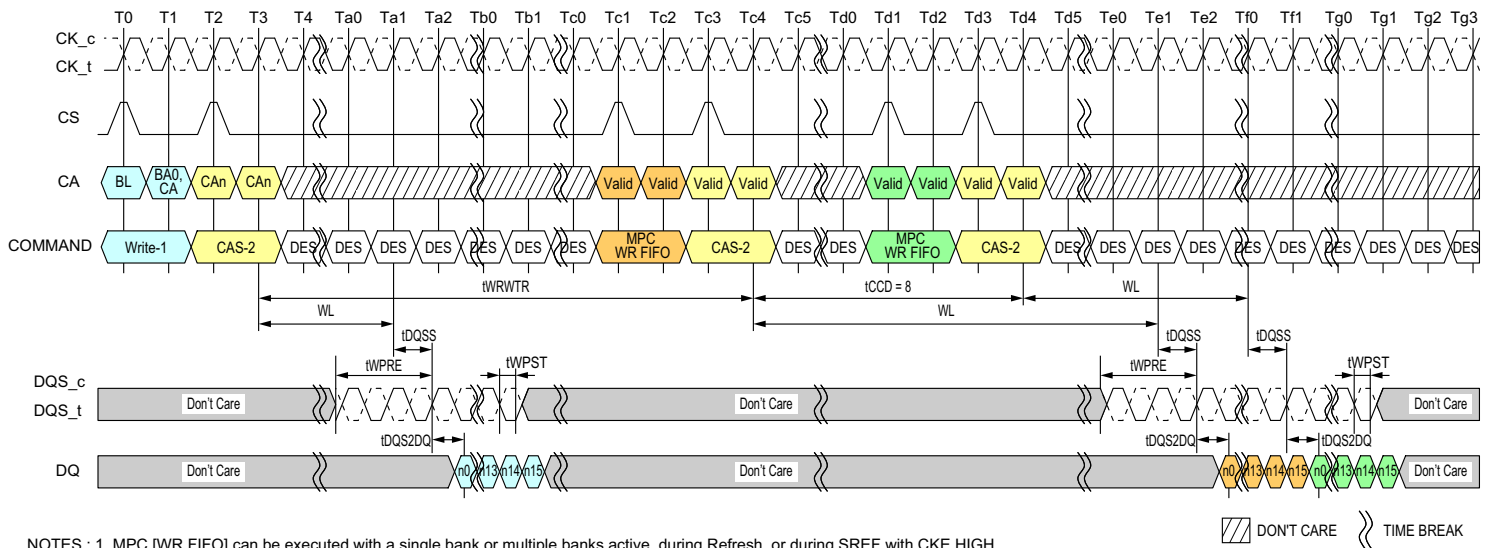 T0 T1 T2 T3 T4 Ta0 Ta1 Ta2 Tb0 Tb1 Tc0 Tc1 Tc2 Tc3 Tc4 Tc5 Td0 Td1 Td2 Td3 Td4 Td5 Te0 Te1 Te2 Tf0 Tf1 Tg0 Tg1 Tg2 Tg3
CK_c
CK_t
CS
CA BL BA0, CA CAn CAn Valid Valid Valid Valid Valid Valid Valid Valid
COMMAND Write-1 CAS-2 DES DES DES DES DES DES DES MPC WR FIFO CAS-2 DES DES MPC WR FIFO CAS-2 DES DES DES DES DES DES DES DES DES DES
tWRWTR tCCD = 8 WL
WL WL
tDQSS tDQSS tDQSS
tWPRE tWPST tWPRE tWPST
DQS_c
DQS_t Don't Care Don't Care Don't Care
tDQS2DQ tDQS2DQ tDQS2DQ
DQ Don't Care n0 n13 n14 n15 Don't Care n0 n13 n14 n15 n0 n13 n14 n15 Don't Care
DON'T CARE TIME BREAK
NOTES : 1. MPC [WR FIFO] can be executed with a single bank or multiple banks active, during Refresh, or during SREF with CKE HIGH.